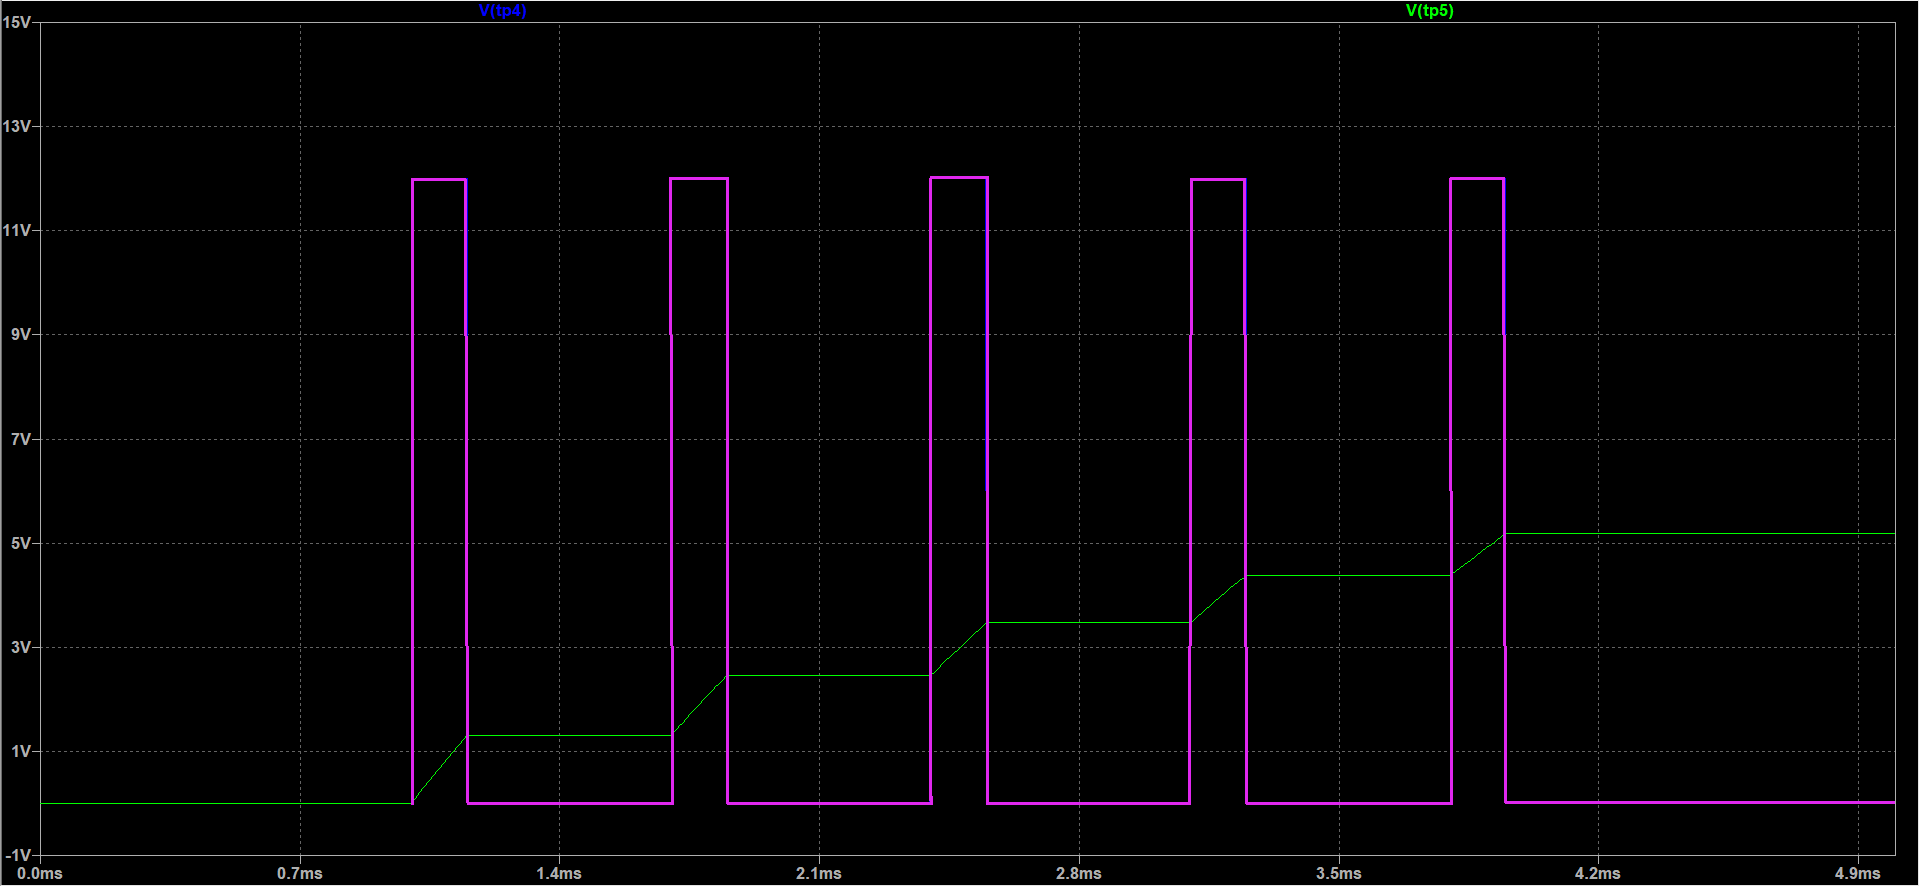 V(tp4) V(tp5)
15V
13V
11V
9V
7V
5V
3V
1V
-1V
0.0ms 0.7ms 1.4ms 2.1ms 2.8ms 3.5ms 4.2ms 4.9ms